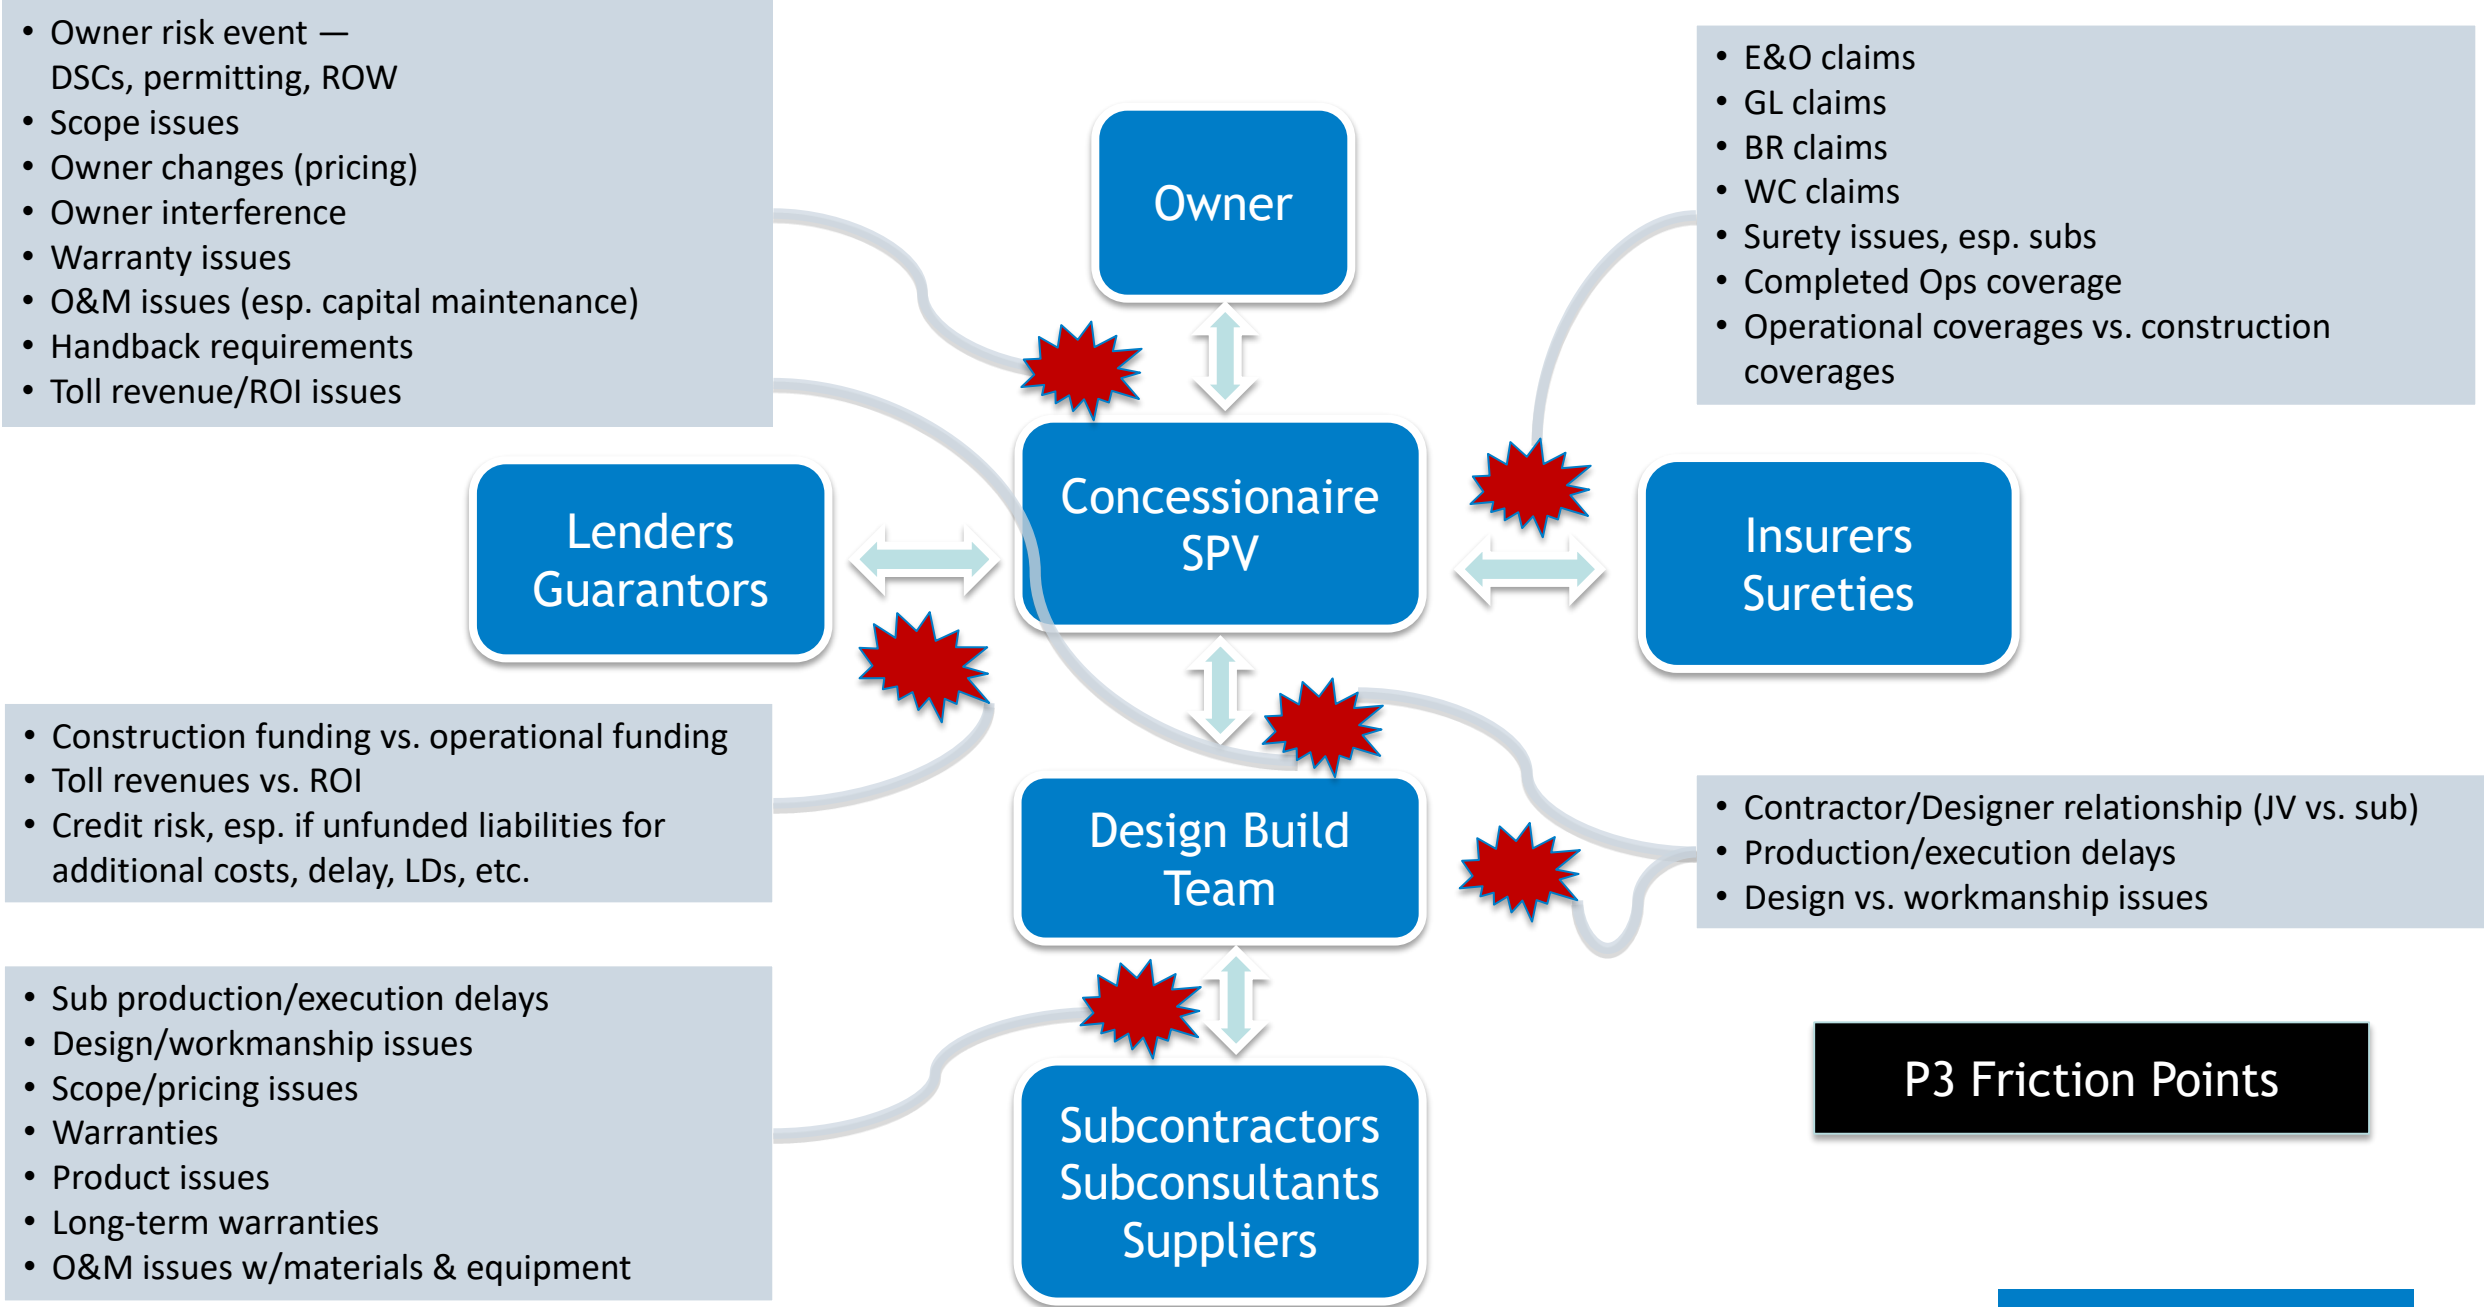 • Owner risk event —
DSCs, permitting, ROW
• Scope issues
• Owner changes (pricing)
• Owner interference
• Warranty issues
• O&M issues (esp. capital maintenance)
• Handback requirements
• Toll revenue/ROI issues
Owner
• E&O claims
• GL claims
• BR claims
• WC claims
• Surety issues, esp. subs
• Completed Ops coverage
• Operational coverages vs. construction
coverages
Lenders
Guarantors
Concessionaire
SPV
Insurers
Sureties
• Construction funding vs. operational funding
• Toll revenues vs. ROI
• Credit risk, esp. if unfunded liabilities for
additional costs, delay, LDs, etc.
Design Build
Team
• Contractor/Designer relationship (JV vs. sub)
• Production/execution delays
• Design vs. workmanship issues
• Sub production/execution delays
• Design/workmanship issues
• Scope/pricing issues
• Warranties
• Product issues
• Long-term warranties
• O&M issues w/materials & equipment
Subcontractors
Subconsultants
Suppliers
P3 Friction Points